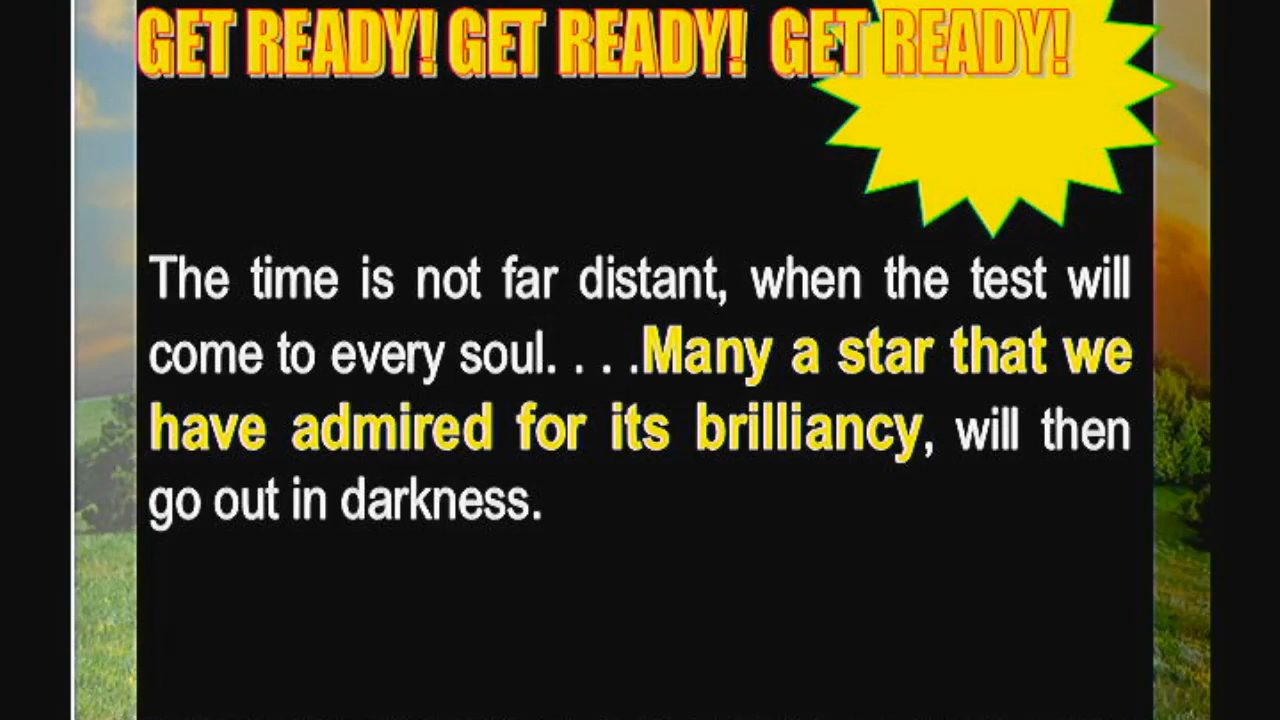 GET READY! GET READY! GET READY!
The time is not far distant, when the test will
come to every soul. . . .Many a star that we
have admired for its brilliancy, will then
go out in darkness.